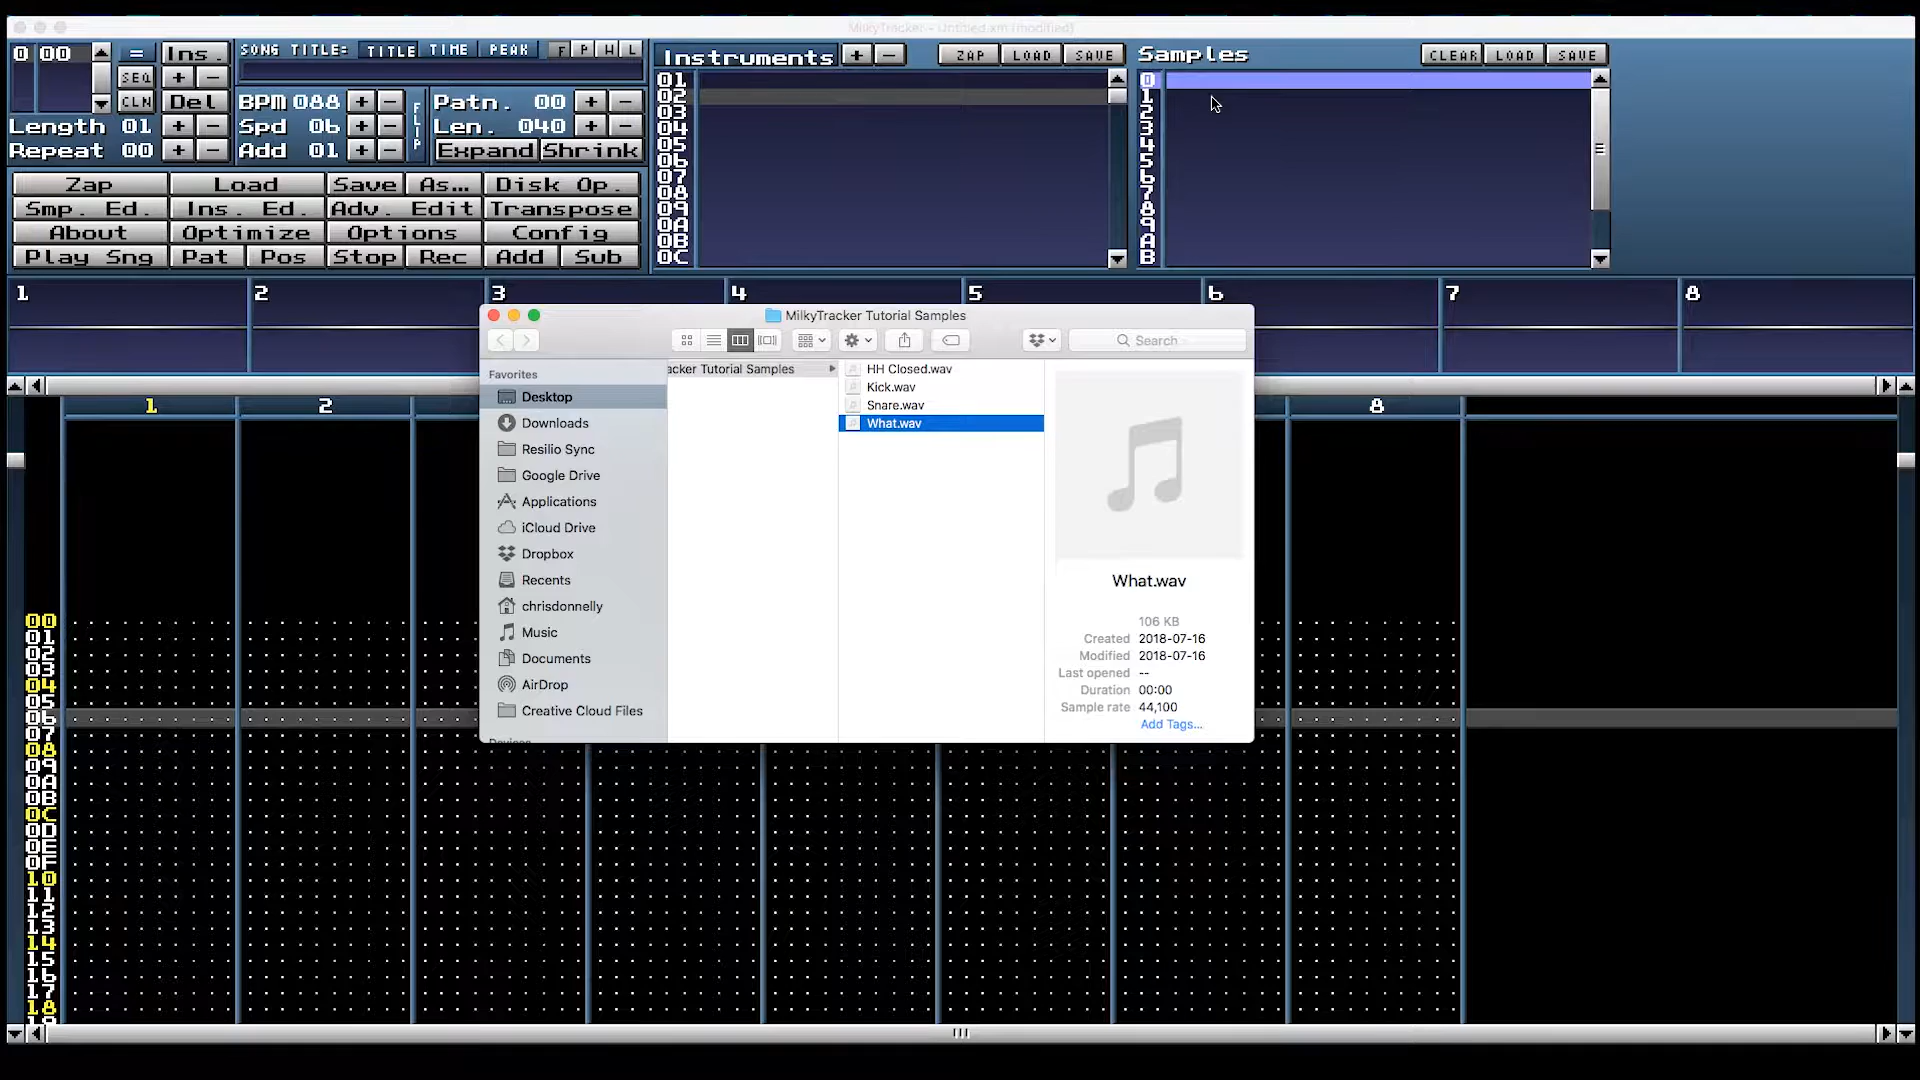 MilkyTracker - Untitled.xm (modified)
0 00 = Ins.
SEQ + -
CLN Del
Length 01 + -
Repeat 00 + -
SONG TITLE: TITLE TIME PEAK F P H L
BPM 088 + -
Spd 06 + -
Add 01 + -
FLIP
Patn. 00 + -
Len. 040 + -
Expand Shrink
Zap Load Save As... Disk Op.
Smp. Ed. Ins. Ed. Adv. Edit Transpose
About Optimize Options Config
Play Sng Pat Pos Stop Rec Add Sub
Instruments + - ZAP LOAD SAVE
01
02
03
04
05
06
07
08
09
0A
0B
0C
Samples CLEAR LOAD SAVE
0
1
2
3
4
5
6
7
8
9
A
B
1 2 3 4 5 6 7 8
MilkyTracker Tutorial Samples
Search
Favorites
Desktop
Downloads
Resilio Sync
Google Drive
Applications
iCloud Drive
Dropbox
Recents
chrisdonnelly
Music
Documents
AirDrop
Creative Cloud Files
Devices
acker Tutorial Samples
HH Closed.wav
Kick.wav
Snare.wav
What.wav
What.wav
106 KB
Created 2018-07-16
Modified 2018-07-16
Last opened --
Duration 00:00
Sample rate 44,100
Add Tags...
1 2 8
00
01
02
03
04
05
06
07
08
09
0A
0B
0C
0D
0E
0F
10
11
12
13
14
15
16
17
18